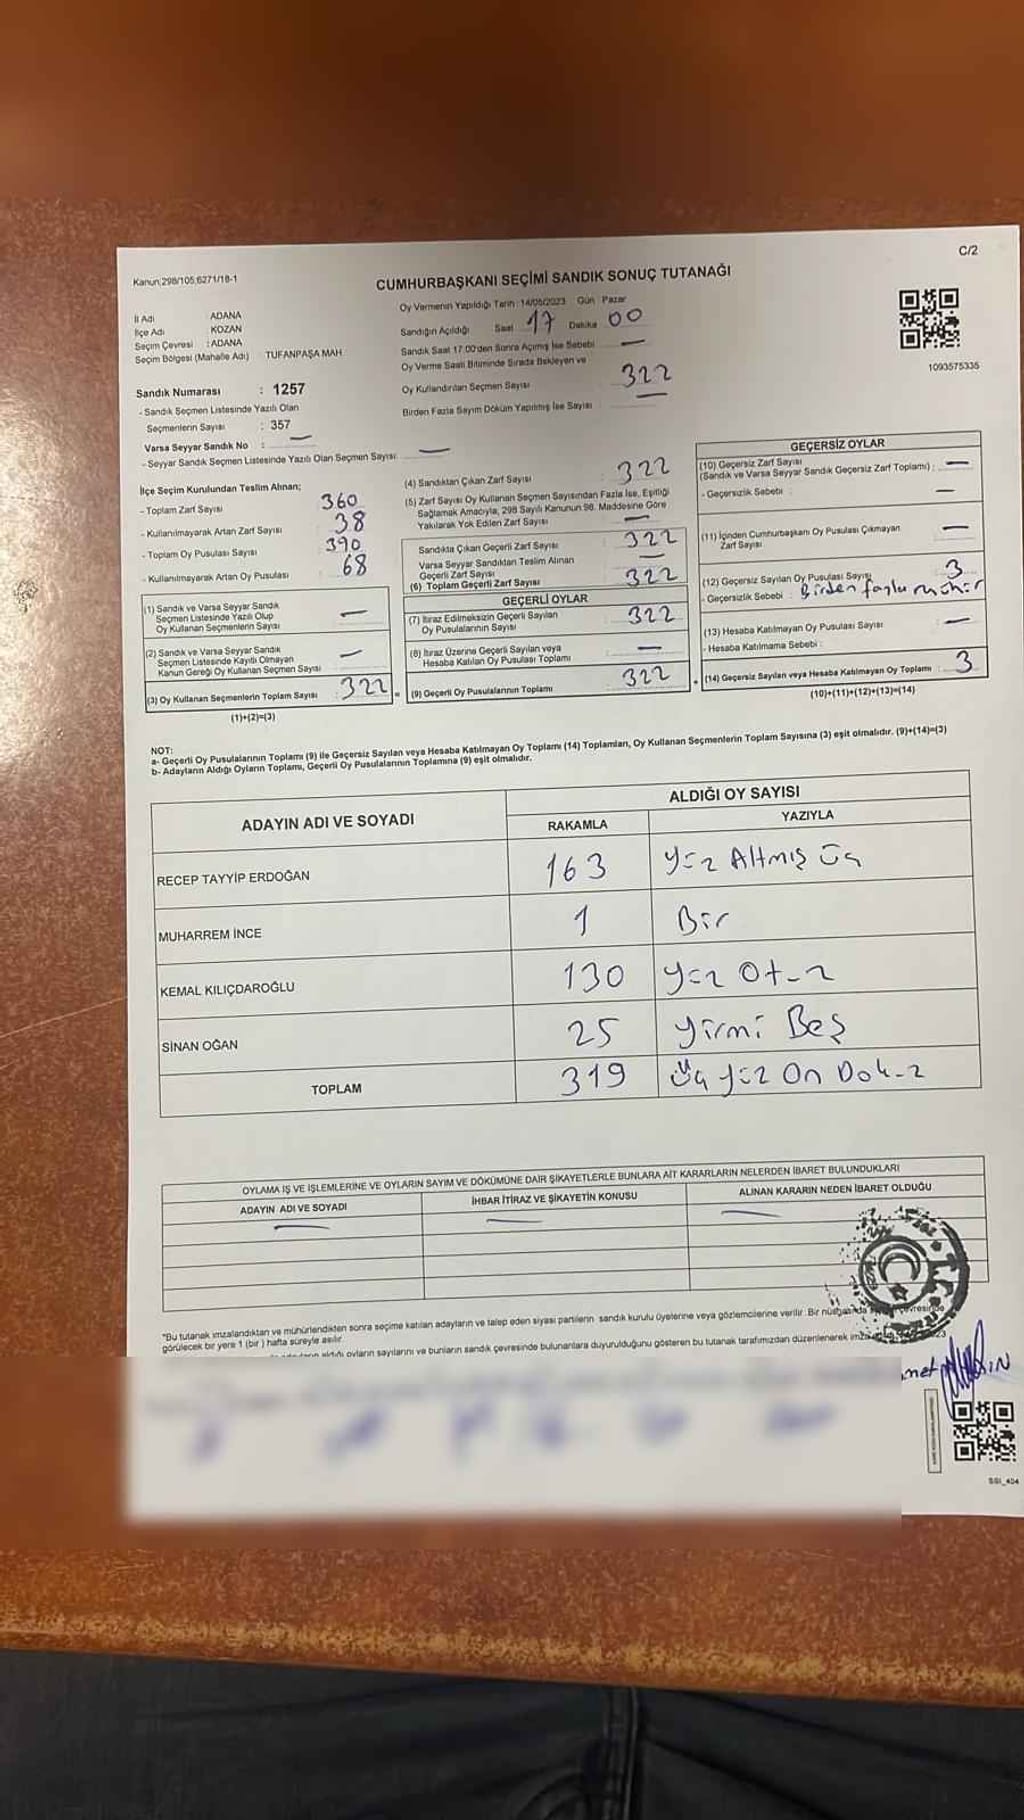 C/2
Kanun;298/105;6271/18-1
CUMHURBAŞKANI SEÇİMİ SANDIK SONUÇ TUTANAĞI
İl Adı ADANA
İlçe Adı KOZAN
Seçim Çevresi : ADANA
Seçim Bölgesi (Mahalle Adı) TUFANPAŞA MAH
Sandık Numarası : 1257
- Sandık Seçmen Listesinde Yazılı Olan
Seçmenlerin Sayısı : 357
Varsa Seyyar Sandık No : —
- Seyyar Sandık Seçmen Listesinde Yazılı Olan Seçmen Sayısı —
Oy Vermenin Yapıldığı Tarih : 14/05/2023 Gün Pazar
Sandığın Açıldığı Saat 17 Dakika 00
Sandık Saat 17:00'den Sonra Açılmış İse Sebebi —
Oy Verme Saati Bitiminde Sırada Bekleyen ve
Oy Kullandırılan Seçmen Sayısı 322
Birden Fazla Sayım Döküm Yapılmış İse Sayısı —
1093575335
İlçe Seçim Kurulundan Teslim Alınan;
- Toplam Zarf Sayısı 360
- Kullanılmayarak Artan Zarf Sayısı 38
- Toplam Oy Pusulası Sayısı 390
- Kullanılmayarak Artan Oy Pusulası 68
(1) Sandık ve Varsa Seyyar Sandık
Seçmen Listesinde Yazılı Olup
Oy Kullanan Seçmenlerin Sayısı —
(2) Sandık ve Varsa Seyyar Sandık
Seçmen Listesinde Kayıtlı Olmayan
Kanun Gereği Oy Kullanan Seçmen Sayısı —
(3) Oy Kullanan Seçmenlerin Toplam Sayısı 322
(1)+(2)=(3)
(4) Sandıktan Çıkan Zarf Sayısı : 322
(5) Zarf Sayısı Oy Kullanan Seçmen Sayısından Fazla İse, Eşitliği
Sağlamak Amacıyla, 298 Sayılı Kanunun 98. Maddesine Göre
Yakılarak Yok Edilen Zarf Sayısı —
Sandıkta Çıkan Geçerli Zarf Sayısı 322
Varsa Seyyar Sandıktan Teslim Alınan
Geçerli Zarf Sayısı —
(6) Toplam Geçerli Zarf Sayısı 322
GEÇERLİ OYLAR
(7) İtiraz Edilmeksizin Geçerli Sayılan
Oy Pusulalarının Sayısı 322
(8) İtiraz Üzerine Geçerli Sayılan veya
Hesaba Katılan Oy Pusulası Toplamı —
= (9) Geçerli Oy Pusulalarının Toplamı 322
GEÇERSİZ OYLAR
(10) Geçersiz Zarf Sayısı
(Sandık ve Varsa Seyyar Sandık Geçersiz Zarf Toplamı) : —
- Geçersizlik Sebebi : —
(11) İçinden Cumhurbaşkanı Oy Pusulası Çıkmayan
Zarf Sayısı —
(12) Geçersiz Sayılan Oy Pusulası Sayısı 3
- Geçersizlik Sebebi : Birden fazla mühür
(13) Hesaba Katılmayan Oy Pusulası Sayısı —
- Hesaba Katılmama Sebebi :
+ (14) Geçersiz Sayılan veya Hesaba Katılmayan Oy Toplamı 3
(10)+(11)+(12)+(13)=(14)
NOT:
a- Geçerli Oy Pusulalarının Toplamı (9) ile Geçersiz Sayılan veya Hesaba Katılmayan Oy Toplamı (14) Toplamları, Oy Kullanan Seçmenlerin Toplam Sayısına (3) eşit olmalıdır. (9)+(14)=(3)
b- Adayların Aldığı Oyların Toplamı, Geçerli Oy Pusulalarının Toplamına (9) eşit olmalıdır.
ADAYIN ADI VE SOYADI ALDIĞI OY SAYISI
RAKAMLA YAZIYLA
RECEP TAYYİP ERDOĞAN 163 Yüz Altmış Üç
MUHARREM İNCE 1 Bir
KEMAL KILIÇDAROĞLU 130 Yüz Otuz
SİNAN OĞAN 25 Yirmi Beş
TOPLAM 319 Üç Yüz On Dokuz
OYLAMA İŞ VE İŞLEMLERİNE VE OYLARIN SAYIM VE DÖKÜMÜNE DAİR ŞİKAYETLERLE BUNLARA AİT KARARLARIN NELERDEN İBARET BULUNDUKLARI
ADAYIN ADI VE SOYADI İHBAR İTİRAZ VE ŞİKAYETİN KONUSU ALINAN KARARIN NEDEN İBARET OLDUĞU
— — —
*Bu tutanak imzalandıktan ve mühürlendikten sonra seçime katılan adayların ve talep eden siyasi partilerin sandık kurulu üyelerine veya gözlemcilerine verilir. Bir nüshasıda çevresinde
görülecek bir yere 1 (bir ) hafta süreyle asılır.
aldığı oyların sayılarını ve bunların sandık çevresinde bulunanlara duyurulduğunu gösteren bu tutanak tarafımızdan düzenlenerek